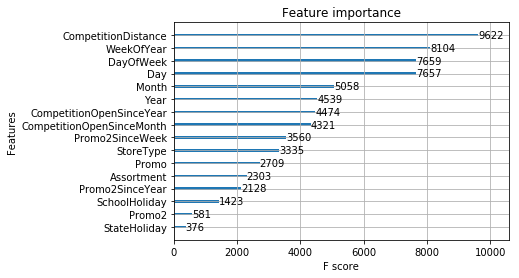 Feature importance
CompetitionDistance 9622
WeekOfYear 8104
DayOfWeek 7659
Day 7657
Month 5058
Year 4539
CompetitionOpenSinceYear 4474
CompetitionOpenSinceMonth 4321
Promo2SinceWeek 3560
StoreType 3335
Promo 2709
Assortment 2303
Promo2SinceYear 2128
SchoolHoliday 1423
Promo2 581
StateHoliday 376
Features
0 2000 4000 6000 8000 10000
F score